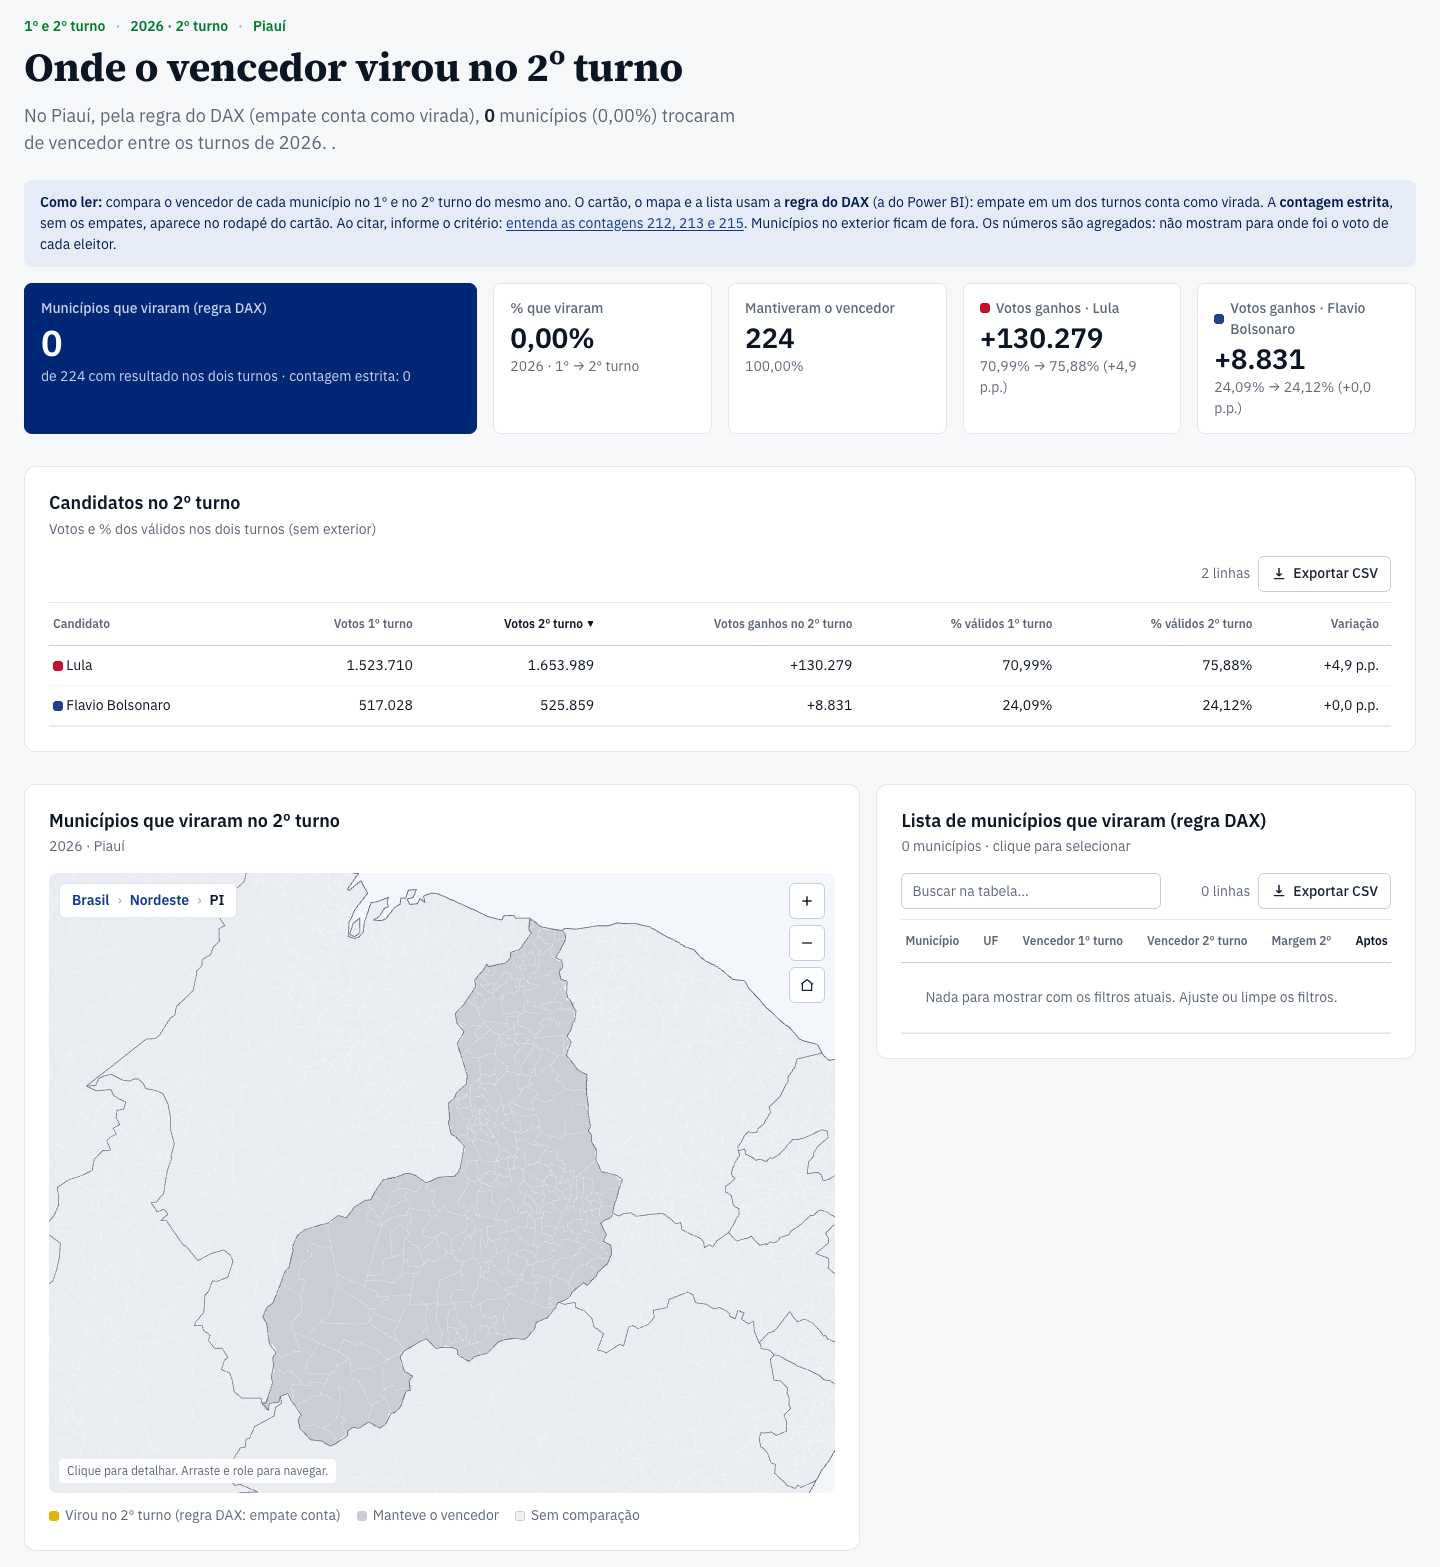 1º e 2º turno · 2026 · 2º turno · Piauí
Onde o vencedor virou no 2º turno
No Piauí, pela regra do DAX (empate conta como virada), 0 municípios (0,00%) trocaram
de vencedor entre os turnos de 2026. .
Como ler: compara o vencedor de cada município no 1º e no 2º turno do mesmo ano. O cartão, o mapa e a lista usam a regra do DAX (a do Power BI): empate em um dos turnos conta como virada. A contagem estrita,
sem os empates, aparece no rodapé do cartão. Ao citar, informe o critério: entenda as contagens 212, 213 e 215. Municípios no exterior ficam de fora. Os números são agregados: não mostram para onde foi o voto de
cada eleitor.
Municípios que viraram (regra DAX)
0
de 224 com resultado nos dois turnos · contagem estrita: 0
% que viraram
0,00%
2026 · 1º → 2º turno
Mantiveram o vencedor
224
100,00%
Votos ganhos · Lula
+130.279
70,99% → 75,88% (+4,9
p.p.)
Votos ganhos · Flavio
Bolsonaro
+8.831
24,09% → 24,12% (+0,0
p.p.)
Candidatos no 2º turno
Votos e % dos válidos nos dois turnos (sem exterior)
2 linhas Exportar CSV
Candidato Votos 1º turno Votos 2º turno ▼ Votos ganhos no 2º turno % válidos 1º turno % válidos 2º turno Variação
Lula 1.523.710 1.653.989 +130.279 70,99% 75,88% +4,9 p.p.
Flavio Bolsonaro 517.028 525.859 +8.831 24,09% 24,12% +0,0 p.p.
Municípios que viraram no 2º turno
2026 · Piauí
Brasil › Nordeste › PI
+
−
Clique para detalhar. Arraste e role para navegar.
Virou no 2º turno (regra DAX: empate conta) Manteve o vencedor Sem comparação
Lista de municípios que viraram (regra DAX)
0 municípios · clique para selecionar
Buscar na tabela... 0 linhas Exportar CSV
Município UF Vencedor 1º turno Vencedor 2º turno Margem 2º Aptos
Nada para mostrar com os filtros atuais. Ajuste ou limpe os filtros.